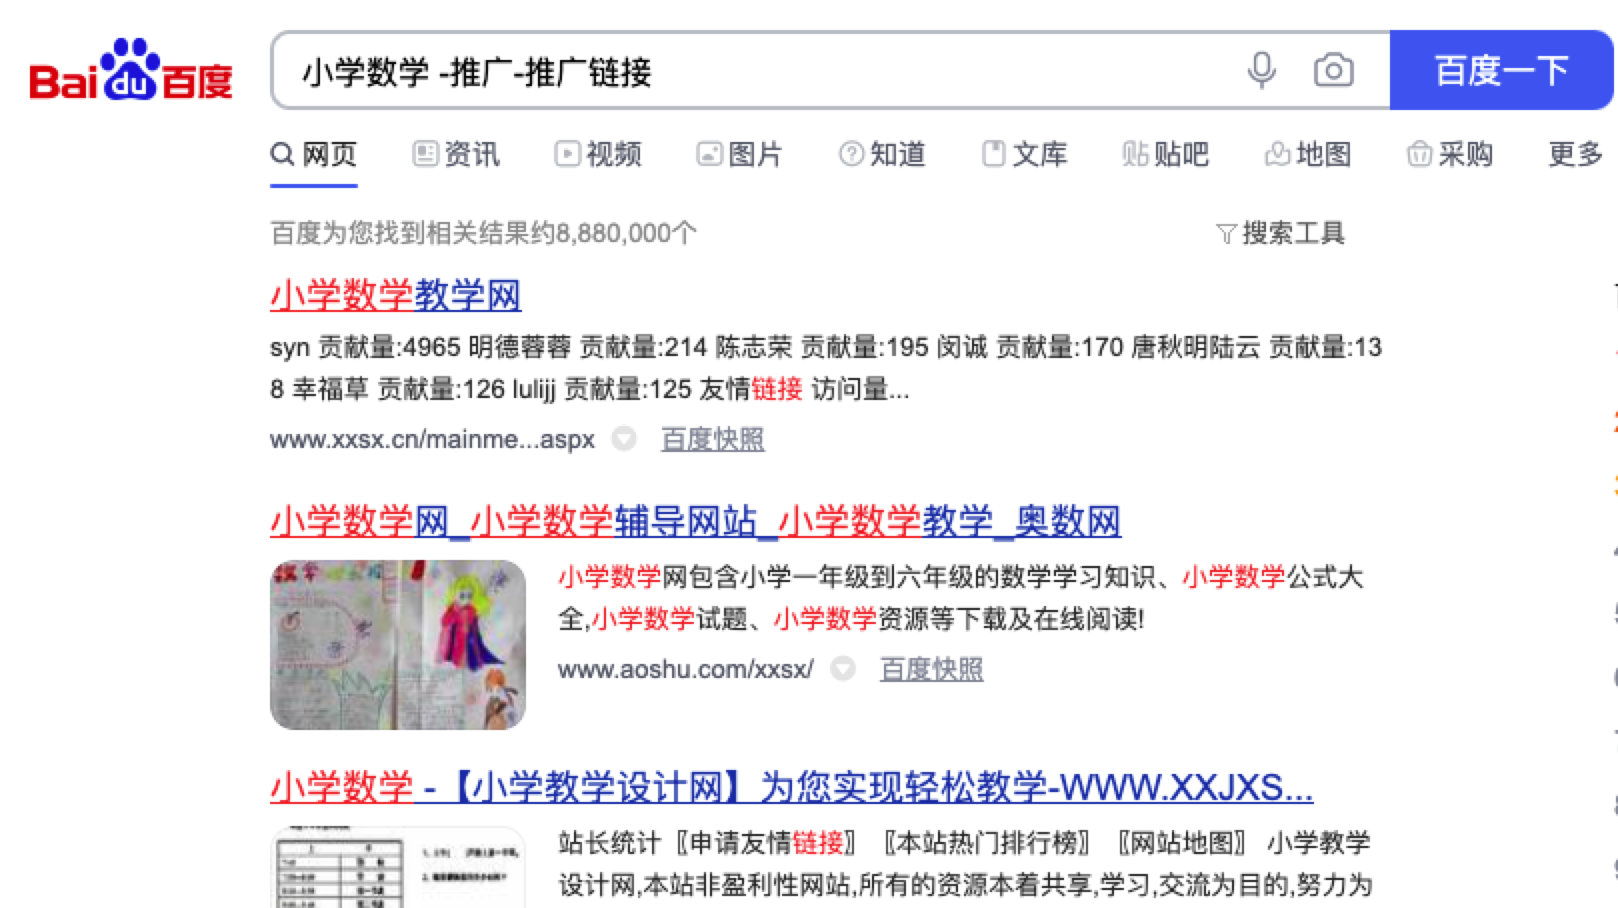 Bai du 百度
小学数学 -推广-推广链接
百度一下
网页 资讯 视频 图片 知道 文库 贴 贴吧 地图 采购 更多
百度为您找到相关结果约8,880,000个
搜索工具
小学数学教学网
syn 贡献量:4965 明德蓉蓉 贡献量:214 陈志荣 贡献量:195 闵诚 贡献量:170 唐秋明陆云 贡献量:13
8 幸福草 贡献量:126 lulijj 贡献量:125 友情链接 访问量...
www.xxsx.cn/mainme...aspx 百度快照
小学数学网_小学数学辅导网站_小学数学教学_奥数网
小学数学网包含小学一年级到六年级的数学学习知识、小学数学公式大
全,小学数学试题、小学数学资源等下载及在线阅读!
www.aoshu.com/xxsx/ 百度快照
小学数学 -【小学教学设计网】为您实现轻松教学-WWW.XXJXS...
站长统计〖申请友情链接〗〖本站热门排行榜〗〖网站地图〗 小学教学
设计网,本站非盈利性网站,所有的资源本着共享,学习,交流为目的,努力为